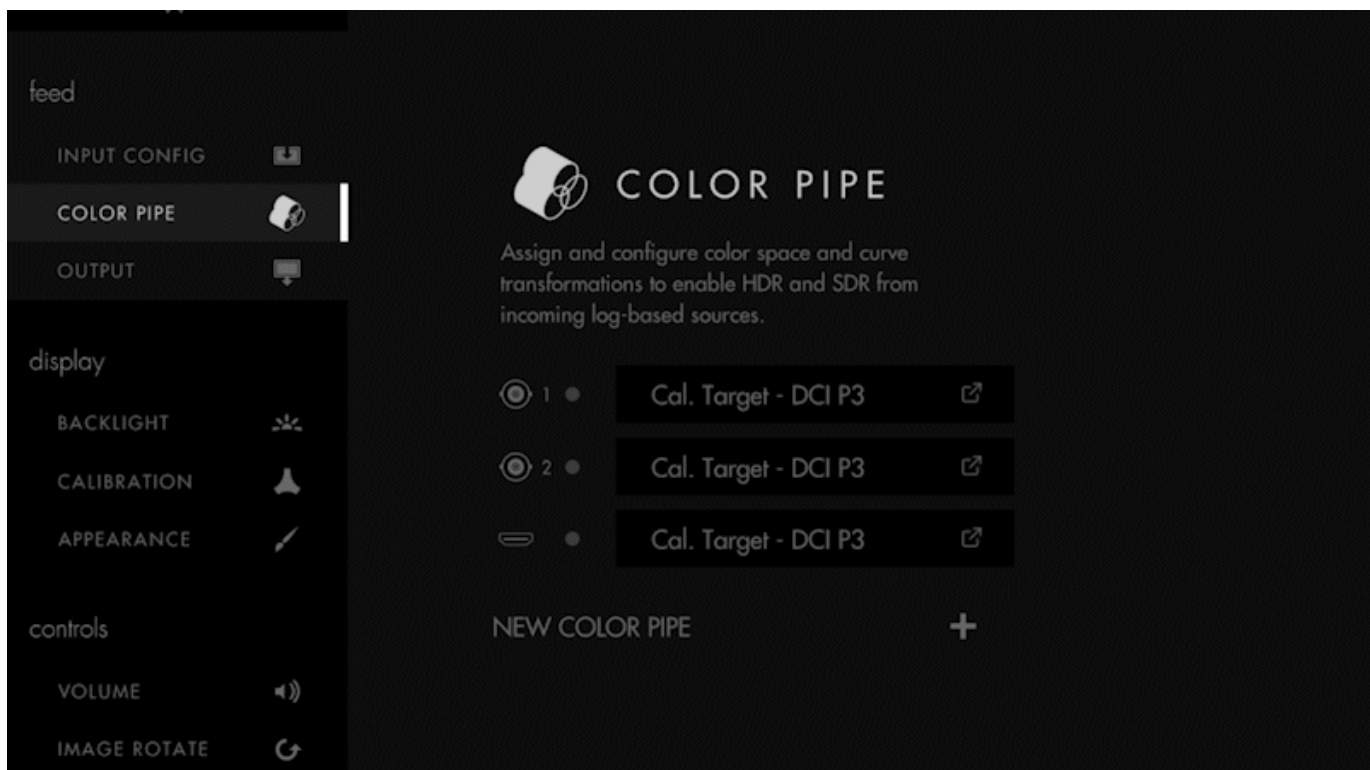 feed
INPUT CONFIG
COLOR PIPE
OUTPUT
display
BACKLIGHT
CALIBRATION
APPEARANCE
controls
VOLUME
IMAGE ROTATE
COLOR PIPE
Assign and configure color space and curve
transformations to enable HDR and SDR from
incoming log-based sources.
1 Cal. Target - DCI P3
2 Cal. Target - DCI P3
Cal. Target - DCI P3
NEW COLOR PIPE